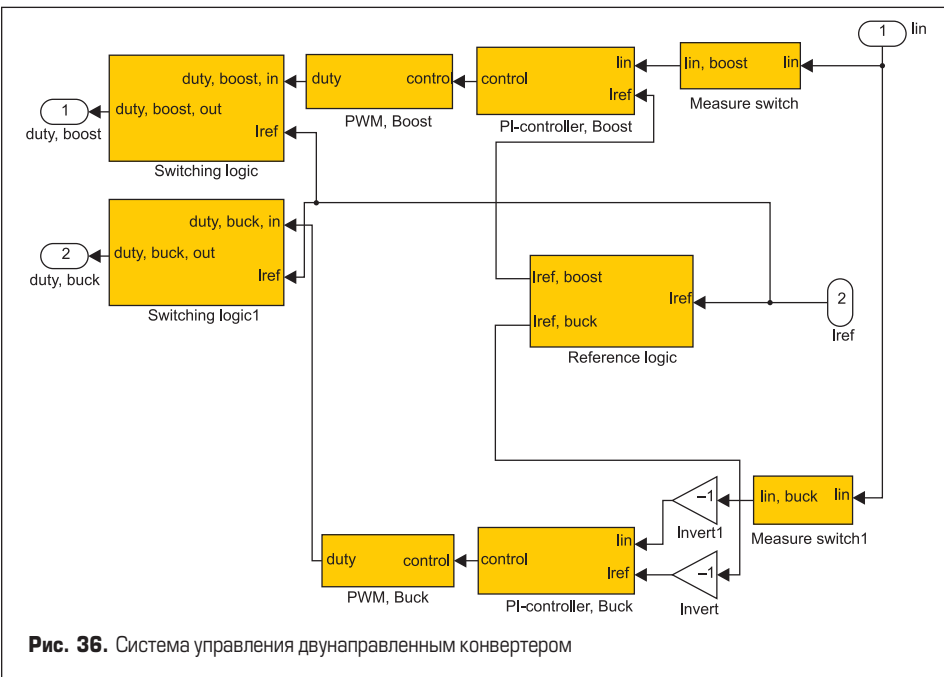 1
Iin
duty, boost, in
duty, boost, out
Iref
Switching logic
1
duty, boost
duty
control
PWM, Boost
Iin
control
Iref
PI-controller, Boost
Iin, boost
Iin
Measure switch
duty, buck, in
duty, buck, out
Iref
Switching logic1
2
duty, buck
Iref, boost
Iref
Iref, buck
Reference logic
2
Iref
duty
control
PWM, Buck
Iin
control
Iref
PI-controller, Buck
–1
Invert1
–1
Invert
Iin, buck
Iin
Measure switch1
Рис. 36. Система управления двунаправленным конвертером